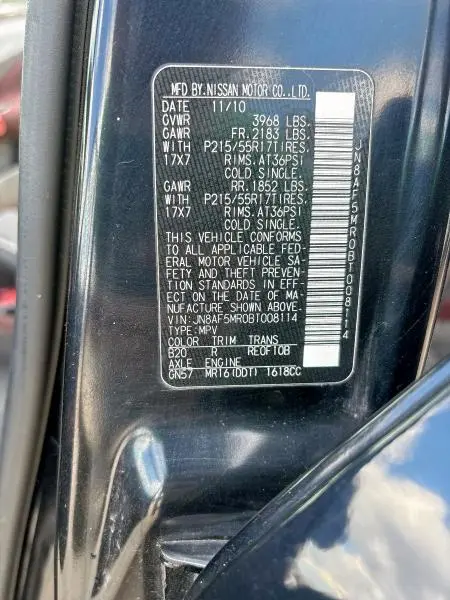 MFD BY.NISSAN MOTOR CO.,LTD.
DATE 11/10
GVWR 3968 LBS.
GAWR FR.2183 LBS.
WITH P215/55R17TIRES.
17X7 RIMS.AT36PSI
COLD SINGLE.
GAWR RR.1852 LBS.
WITH P215/55R17TIRES.
17X7 RIMS.AT36PSI
COLD SINGLE.
THIS VEHICLE CONFORMS
TO ALL APPLICABLE FED-
ERAL MOTOR VEHICLE SA-
FETY AND THEFT PREVEN-
TION STANDARDS IN EFF-
ECT ON THE DATE OF MA-
NUFACTURE SHOWN ABOVE.
VIN:JN8AF5MR0BT008114
TYPE:MPV
COLOR TRIM TRANS
B20 R RE0F10B
AXLE ENGINE
GN57 MR16(DDT) 1618CC
JN8AF5MR0BT008114